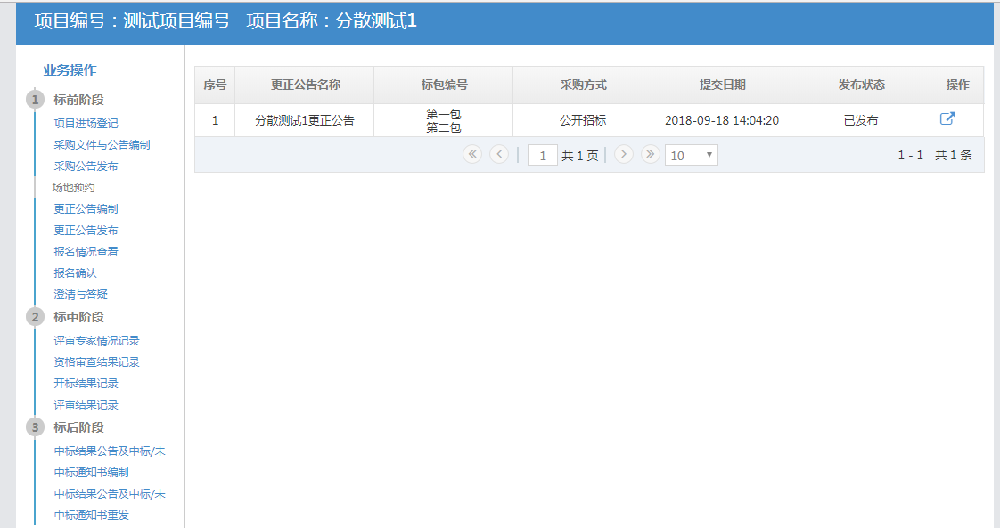 项目编号：测试项目编号 项目名称：分散测试1
业务操作
1 标前阶段
项目进场登记
采购文件与公告编制
采购公告发布
场地预约
更正公告编制
更正公告发布
报名情况查看
报名确认
澄清与答疑
2 标中阶段
评审专家情况记录
资格审查结果记录
开标结果记录
评审结果记录
3 标后阶段
中标结果公告及中标/未
中标通知书编制
中标结果公告及中标/未
中标通知书重发
序号 更正公告名称 标包编号 采购方式 提交日期 发布状态 操作
1 分散测试1更正公告 第一包 公开招标 2018-09-18 14:04:20 已发布
第二包
1 共 1 页 10 1 - 1 共 1 条